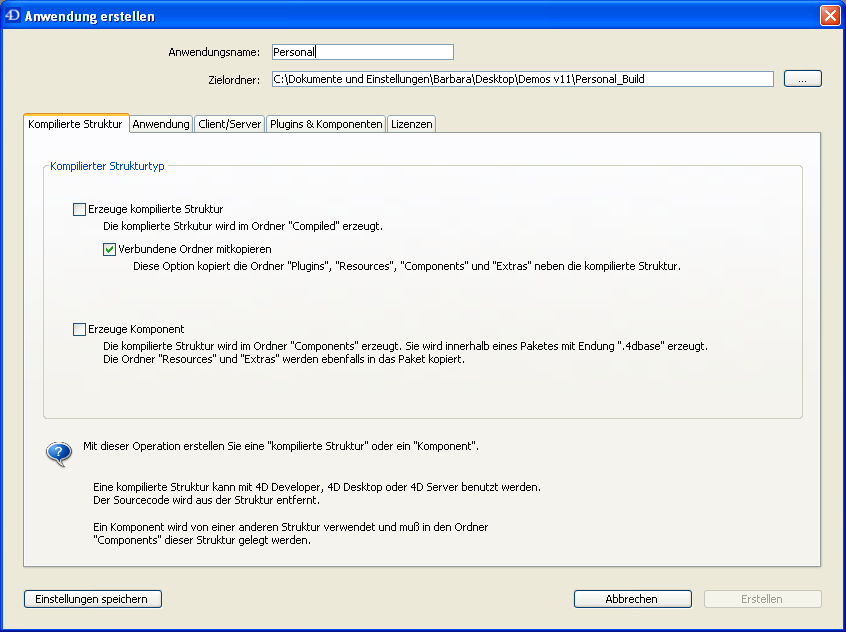 4D Anwendung erstellen
Anwendungsname: Personal
Zielordner: C:\Dokumente und Einstellungen\Barbara\Desktop\Demos v11\Personal_Build ...
Kompilierte Struktur Anwendung Client/Server Plugins & Komponenten Lizenzen
Kompilierter Strukturtyp
Erzeuge kompilierte Struktur
Die komplierte Strkutur wird im Ordner "Compiled" erzeugt.
Verbundene Ordner mitkopieren
Diese Option kopiert die Ordner "Plugins", "Resources", "Components" und "Extras" neben die kompilierte Struktur.
Erzeuge Komponent
Die kompilierte Struktur wird im Ordner "Components" erzeugt. Sie wird innerhalb eines Paketes mit Endung ".4dbase" erzeugt.
Die Ordner "Resources" und "Extras" werden ebenfalls in das Paket kopiert.
Mit dieser Operation erstellen Sie eine "kompilierte Struktur" oder ein "Komponent".
Eine kompilierte Struktur kann mit 4D Developer, 4D Desktop oder 4D Server benutzt werden.
Der Sourcecode wird aus der Struktur entfernt.
Ein Komponent wird von einer anderen Struktur verwendet und muß in den Ordner
"Components" dieser Struktur gelegt werden.
Einstellungen speichern Abbrechen Erstellen